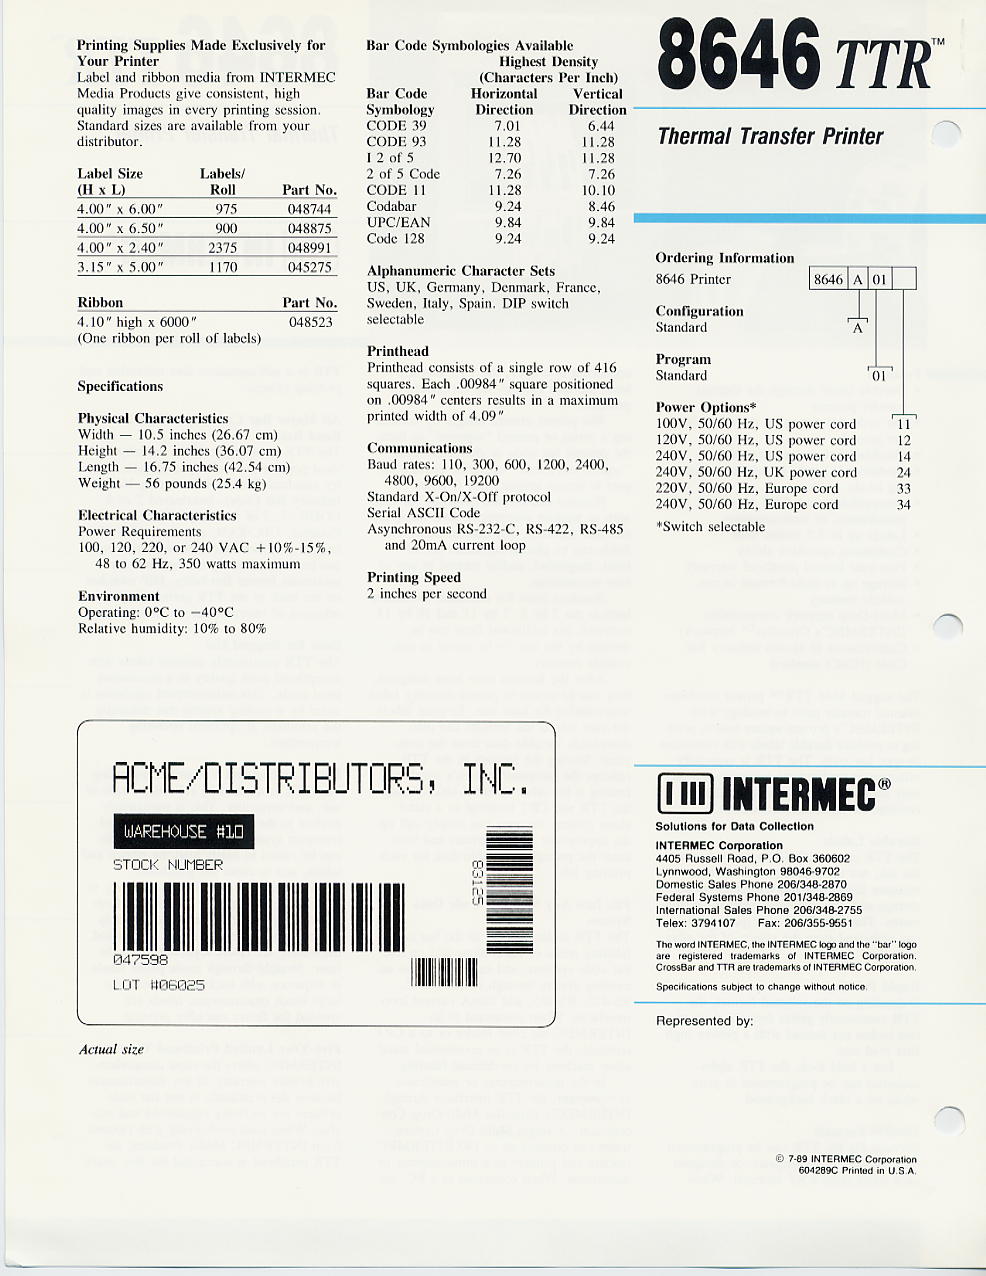 Printing Supplies Made Exclusively for
Your Printer
Label and ribbon media from INTERMEC
Media Products give consistent, high
quality images in every printing session.
Standard sizes are available from your
distributor.
Label Size Labels/
(H x L) Roll Part No.
4.00" x 6.00" 975 048744
4.00" x 6.50" 900 048875
4.00" x 2.40" 2375 048991
3.15" x 5.00" 1170 045275
Ribbon Part No.
4.10" high x 6000" 048523
(One ribbon per roll of labels)
Specifications
Physical Characteristics
Width — 10.5 inches (26.67 cm)
Height — 14.2 inches (36.07 cm)
Length — 16.75 inches (42.54 cm)
Weight — 56 pounds (25.4 kg)
Electrical Characteristics
Power Requirements
100, 120, 220, or 240 VAC +10%-15%,
48 to 62 Hz, 350 watts maximum
Environment
Operating: 0°C to −40°C
Relative humidity: 10% to 80%
Bar Code Symbologies Available
Highest Density
(Characters Per Inch)
Bar Code Horizontal Vertical
Symbology Direction Direction
CODE 39 7.01 6.44
CODE 93 11.28 11.28
I 2 of 5 12.70 11.28
2 of 5 Code 7.26 7.26
CODE 11 11.28 10.10
Codabar 9.24 8.46
UPC/EAN 9.84 9.84
Code 128 9.24 9.24
Alphanumeric Character Sets
US, UK, Germany, Denmark, France,
Sweden, Italy, Spain. DIP switch
selectable
Printhead
Printhead consists of a single row of 416
squares. Each .00984" square positioned
on .00984" centers results in a maximum
printed width of 4.09"
Communications
Baud rates: 110, 300, 600, 1200, 2400,
4800, 9600, 19200
Standard X-On/X-Off protocol
Serial ASCII Code
Asynchronous RS-232-C, RS-422, RS-485
and 20mA current loop
Printing Speed
2 inches per second
8646 TTR™
Thermal Transfer Printer
Ordering Information
8646 Printer 8646 A 01
Configuration
Standard A
Program
Standard 01
Power Options*
100V, 50/60 Hz, US power cord 11
120V, 50/60 Hz, US power cord 12
240V, 50/60 Hz, US power cord 14
240V, 50/60 Hz, UK power cord 24
220V, 50/60 Hz, Europe cord 33
240V, 50/60 Hz, Europe cord 34
*Switch selectable
ACME/DISTRIBUTORS, INC.
WAREHOUSE #10
STOCK NUMBER
83125
047598
LOT #06025
Actual size
INTERMEC®
Solutions for Data Collection
INTERMEC Corporation
4405 Russell Road, P.O. Box 360602
Lynnwood, Washington 98046-9702
Domestic Sales Phone 206/348-2870
Federal Systems Phone 201/348-2869
International Sales Phone 206/348-2755
Telex: 3794107 Fax: 206/355-9551
The word INTERMEC, the INTERMEC logo and the "bar" logo
are registered trademarks of INTERMEC Corporation.
CrossBar and TTR are trademarks of INTERMEC Corporation.
Specifications subject to change without notice.
Represented by:
© 7-89 INTERMEC Corporation
604289C Printed in U.S.A.